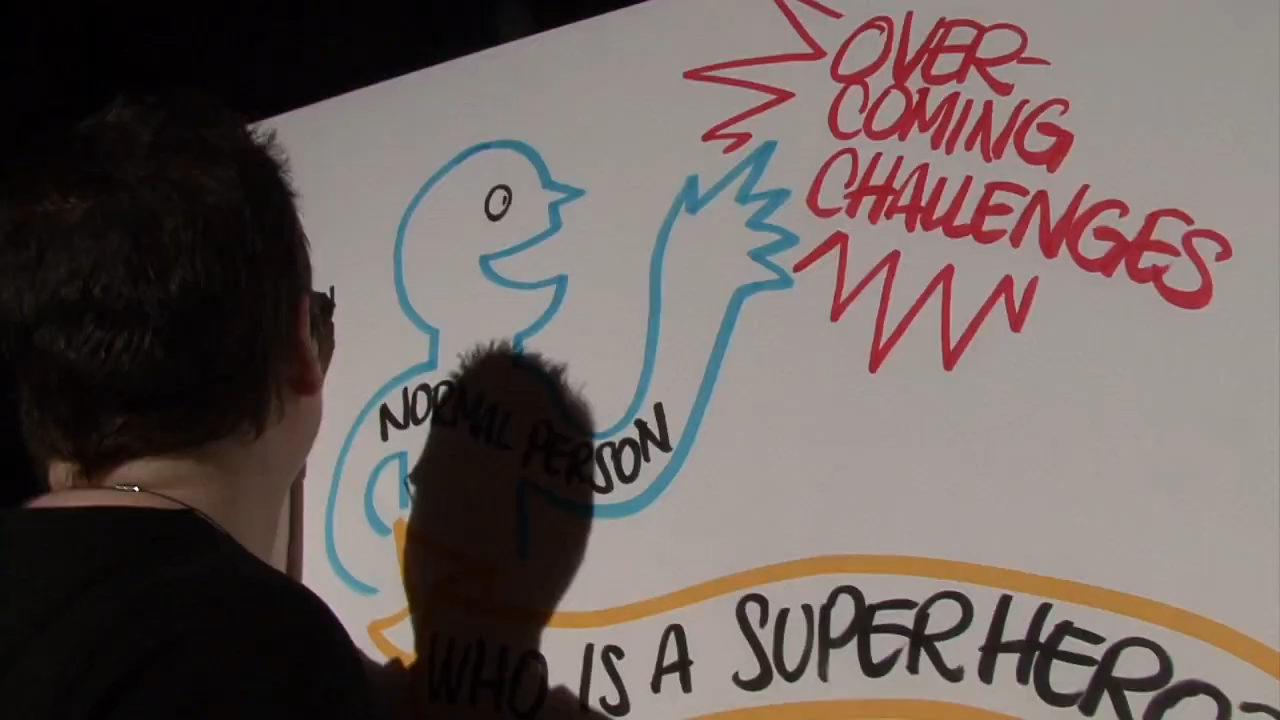 OVER-
COMING
CHALLENGES
NORMAL PERSON
WHO IS A SUPERHERO?